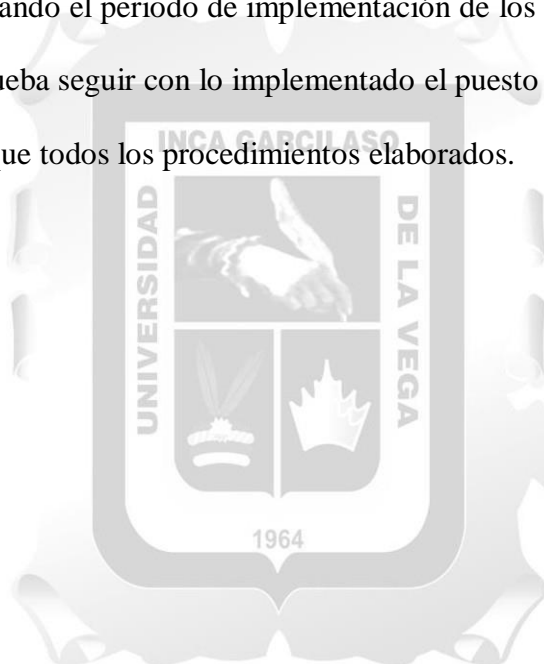 ando el periodo de implementación de los
ueba seguir con lo implementado el puesto
ue todos los procedimientos elaborados.
INCA GARCILASO
UNIVERSIDAD
DE LA VEGA
1964